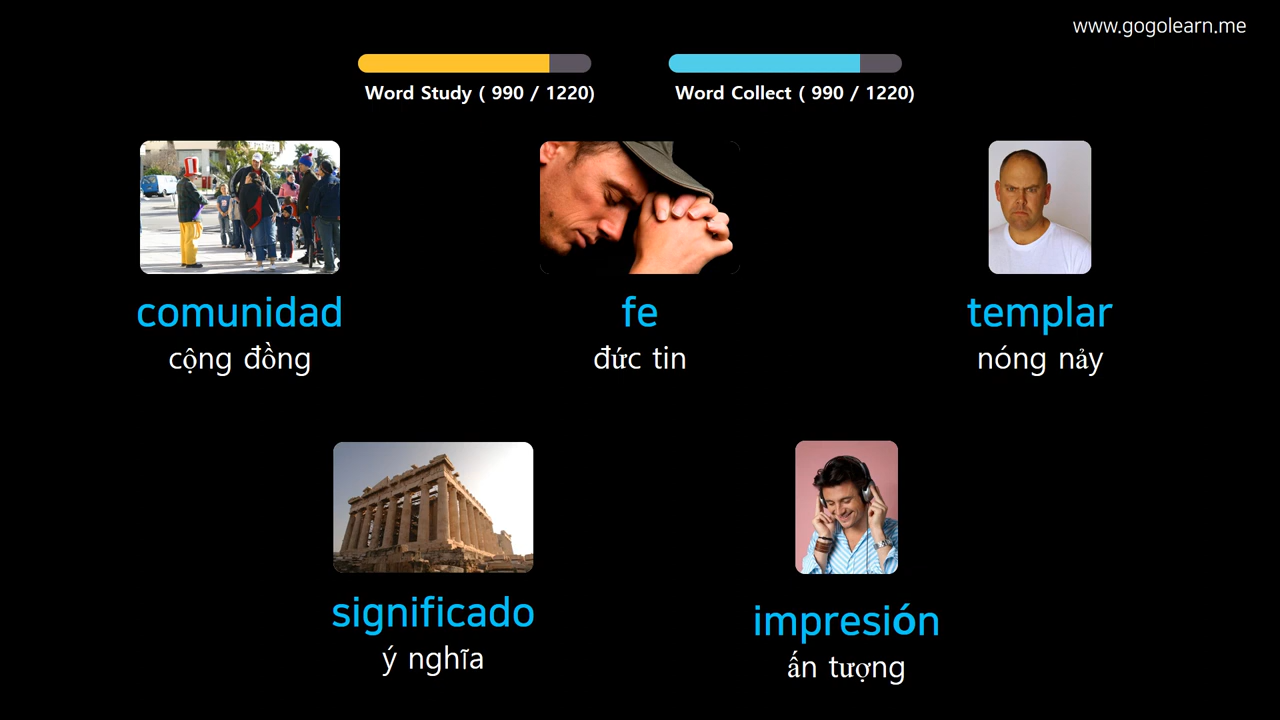 www.gogolearn.me
Word Study ( 990 / 1220)
Word Collect ( 990 / 1220)
comunidad
cộng đồng
fe
đức tin
templar
nóng nảy
significado
ý nghĩa
impresión
ấn tượng